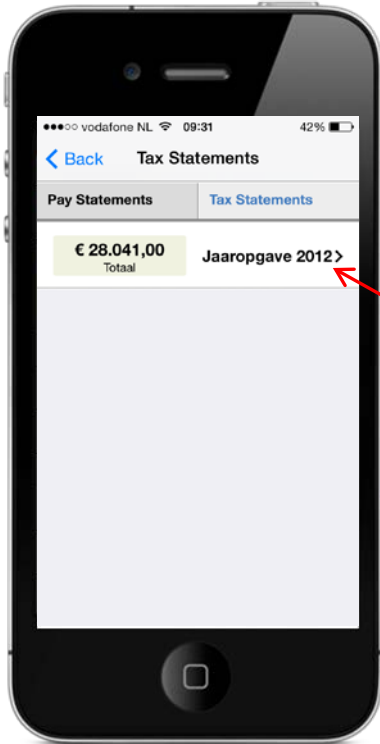 vodafone NL 09:31 42%
Back Tax Statements
Pay Statements Tax Statements
€ 28.041,00
Totaal
Jaaropgave 2012